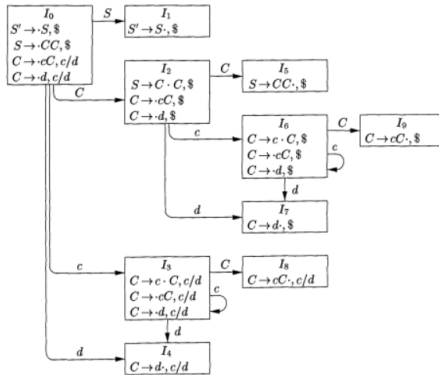 I₀
S′ → ·S, $
S → ·CC, $
C → ·cC, c/d
C → ·d, c/d
S
I₁
S′ → S·, $
C
I₂
S → C · C, $
C → ·cC, $
C → ·d, $
C
I₅
S → CC·, $
c
I₆
C → c · C, $
C → ·cC, $
C → ·d, $
C
I₉
C → cC·, $
c
d
d
I₇
C → d·, $
c
I₃
C → c · C, c/d
C → ·cC, c/d
C → ·d, c/d
C
I₈
C → cC·, c/d
c
d
d
I₄
C → d·, c/d